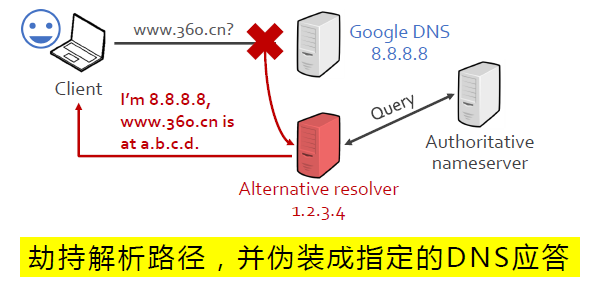 www.36o.cn?
Google DNS
8.8.8.8
Client
I'm 8.8.8.8,
www.36o.cn is
at a.b.c.d.
Query
Authoritative
nameserver
Alternative resolver
1.2.3.4
劫持解析路径，并伪装成指定的DNS应答